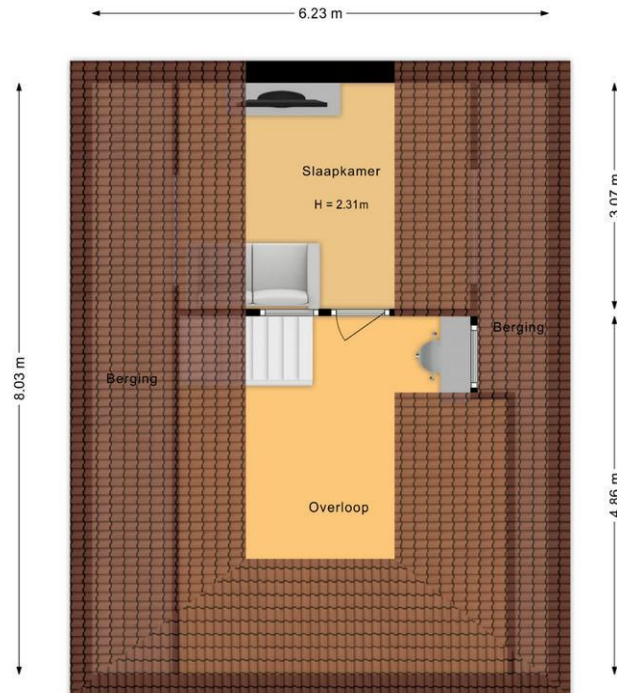 6.23 m
Slaapkamer
H = 2.31m
3.07 m
Berging
Berging
8.03 m
4.86 m
Overloop